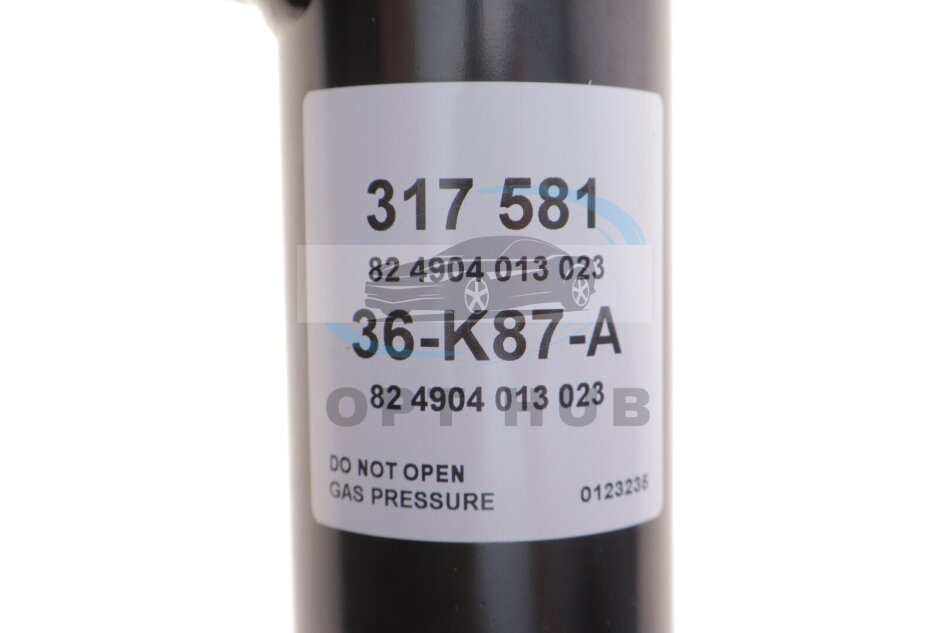 317 581
82 4904 013 023
36-K87-A
82 4904 013 023
OPT HUB
DO NOT OPEN
GAS PRESSURE
0123235